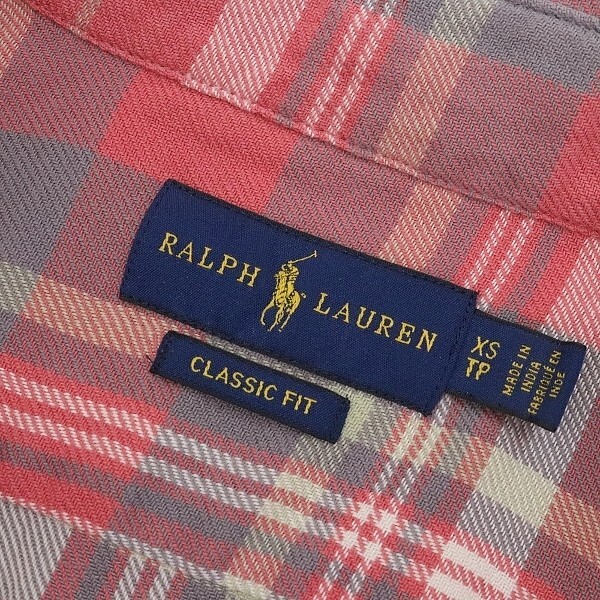 RALPH LAUREN
CLASSIC FIT
XS
TP
MADE IN
INDIA
FABRIQUÉ EN
INDE